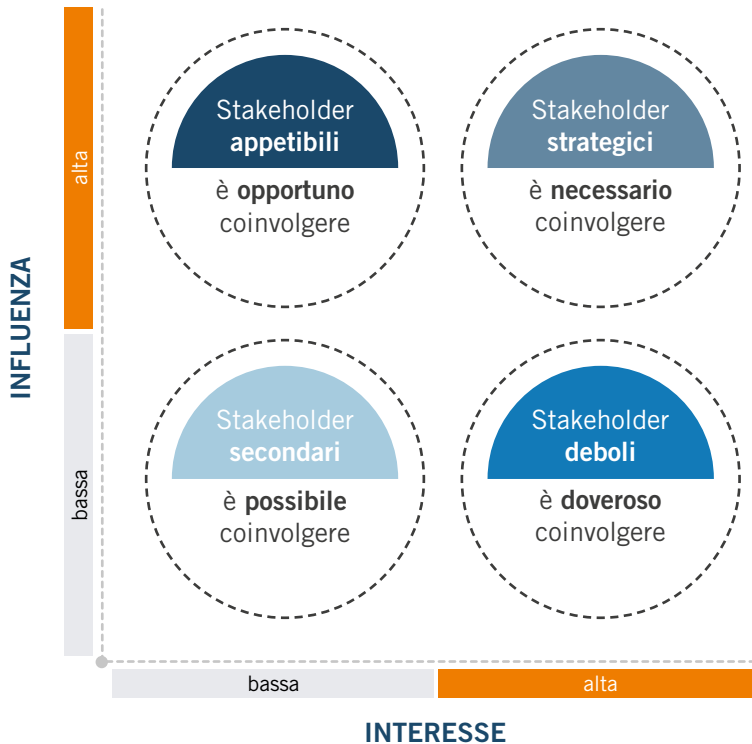 INFLUENZA
alta
Stakeholder
appetibili
è opportuno
coinvolgere
Stakeholder
strategici
è necessario
coinvolgere
bassa
Stakeholder
secondari
è possibile
coinvolgere
Stakeholder
deboli
è doveroso
coinvolgere
bassa
alta
INTERESSE